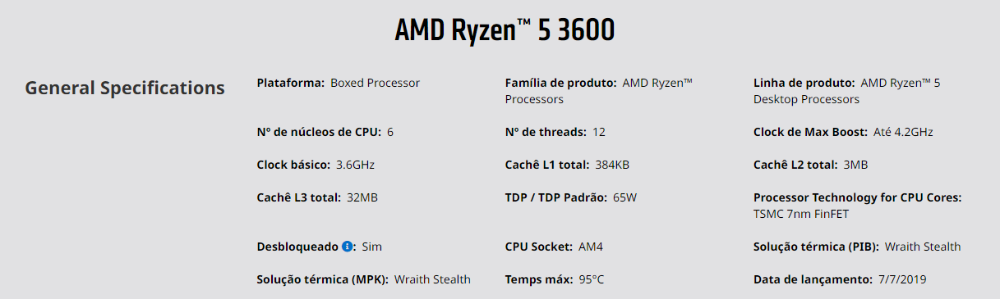 AMD Ryzen™ 5 3600
General Specifications
Plataforma: Boxed Processor
Família de produto: AMD Ryzen™
Processors
Linha de produto: AMD Ryzen™ 5
Desktop Processors
Nº de núcleos de CPU: 6
Nº de threads: 12
Clock de Max Boost: Até 4.2GHz
Clock básico: 3.6GHz
Cachê L1 total: 384KB
Cachê L2 total: 3MB
Cachê L3 total: 32MB
TDP / TDP Padrão: 65W
Processor Technology for CPU Cores:
TSMC 7nm FinFET
Desbloqueado i: Sim
CPU Socket: AM4
Solução térmica (PIB): Wraith Stealth
Solução térmica (MPK): Wraith Stealth
Temps máx: 95°C
Data de lançamento: 7/7/2019